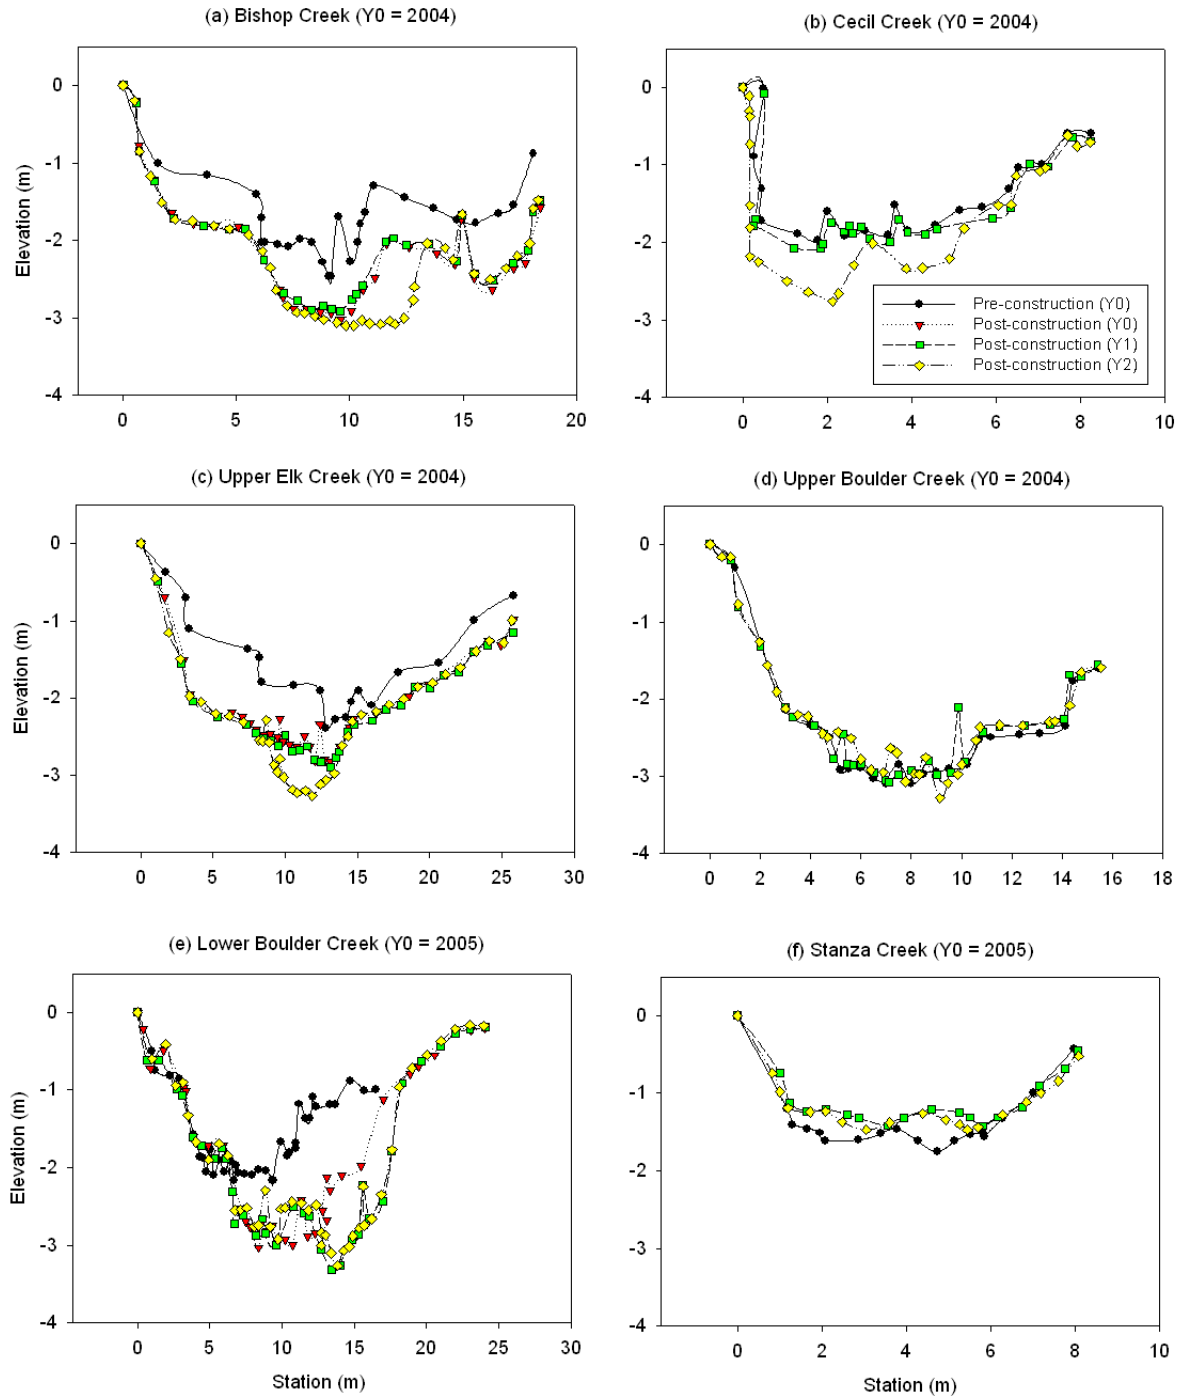 (a) Bishop Creek (Y0 = 2004)
0
-1
-2
-3
-4
Elevation (m)
0 5 10 15 20
(b) Cecil Creek (Y0 = 2004)
0
-1
-2
-3
-4
Pre-construction (Y0)
Post-construction (Y0)
Post-construction (Y1)
Post-construction (Y2)
0 2 4 6 8 10
(c) Upper Elk Creek (Y0 = 2004)
0
-1
-2
-3
-4
Elevation (m)
0 5 10 15 20 25 30
(d) Upper Boulder Creek (Y0 = 2004)
0
-1
-2
-3
-4
0 2 4 6 8 10 12 14 16 18
(e) Lower Boulder Creek (Y0 = 2005)
0
-1
-2
-3
-4
Elevation (m)
0 5 10 15 20 25 30
Station (m)
(f) Stanza Creek (Y0 = 2005)
0
-1
-2
-3
-4
0 2 4 6 8 10
Station (m)